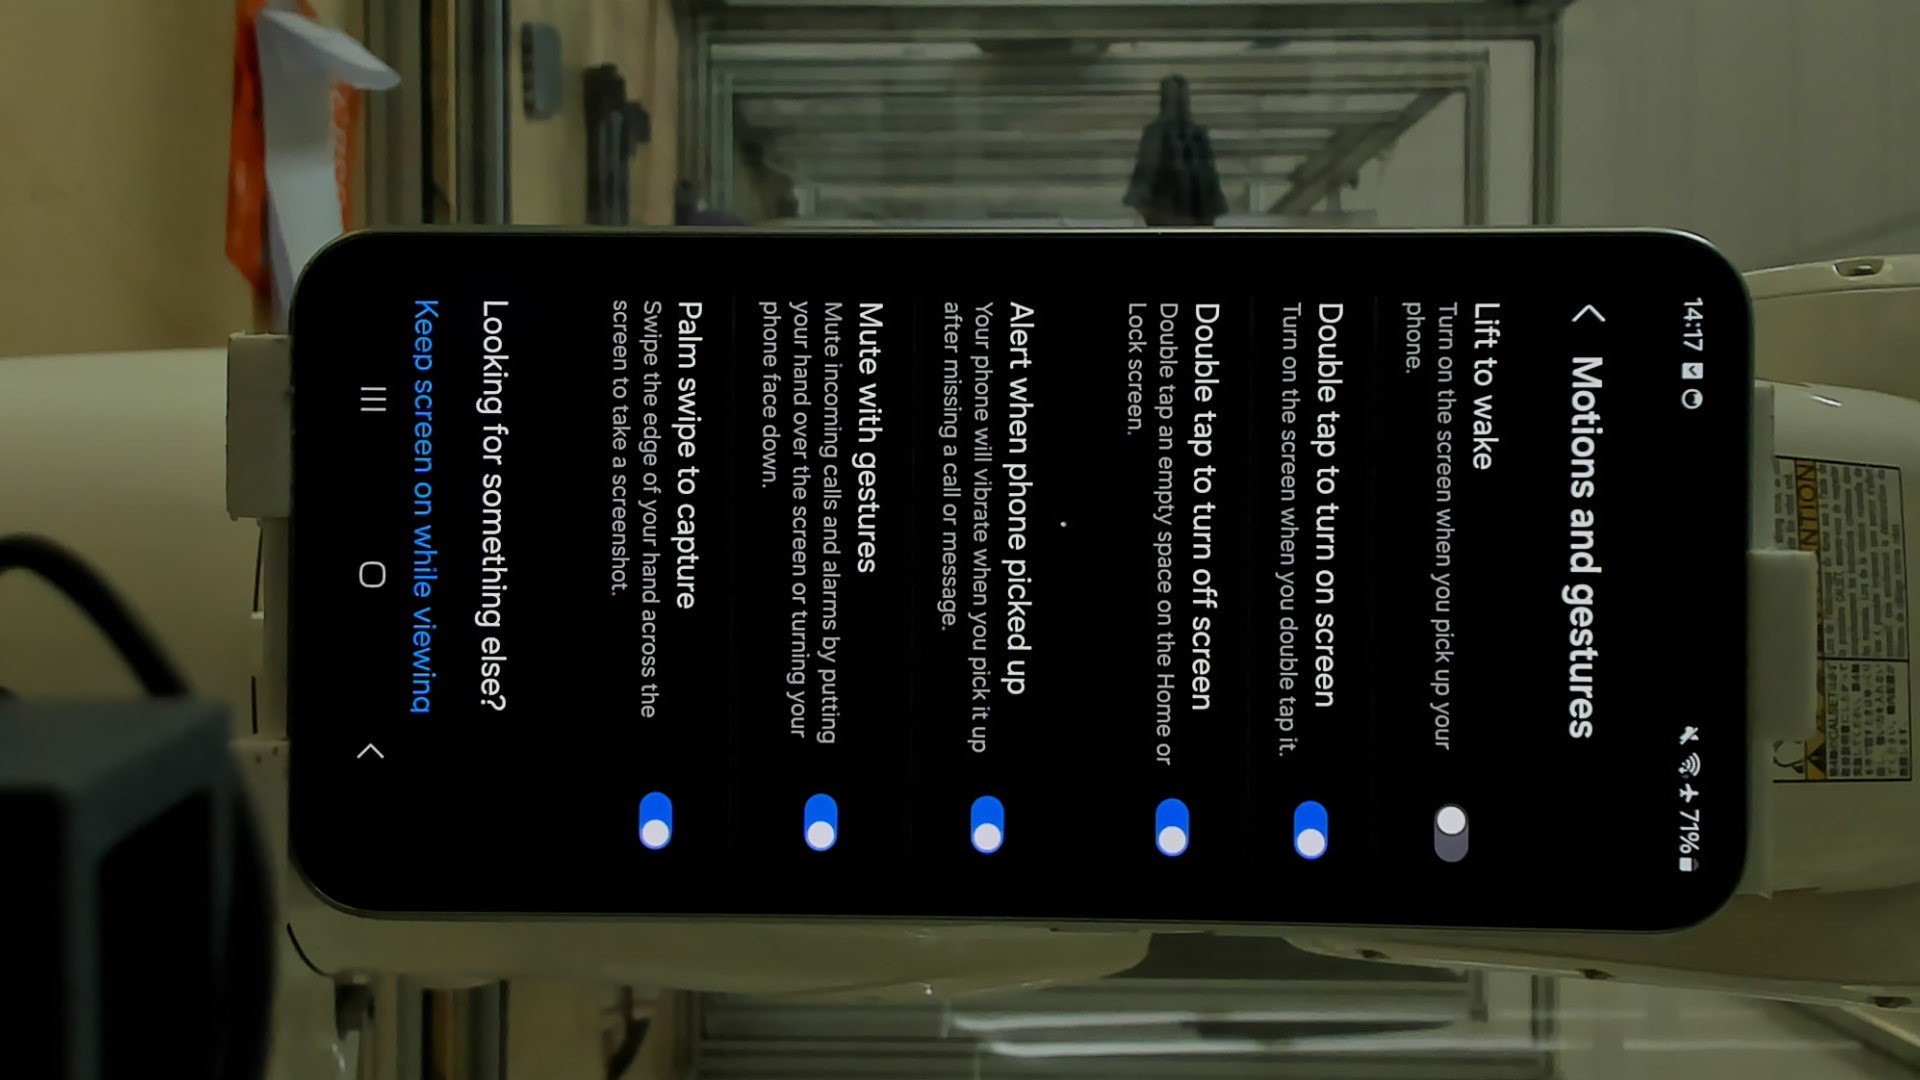 14:17
71%
Motions and gestures
Lift to wake
Turn on the screen when you pick up your
phone.
Double tap to turn on screen
Turn on the screen when you double tap it.
Double tap to turn off screen
Double tap an empty space on the Home or
Lock screen.
Alert when phone picked up
Your phone will vibrate when you pick it up
after missing a call or message.
Mute with gestures
Mute incoming calls and alarms by putting
your hand over the screen or turning your
phone face down.
Palm swipe to capture
Swipe the edge of your hand across the
screen to take a screenshot.
Looking for something else?
Keep screen on while viewing